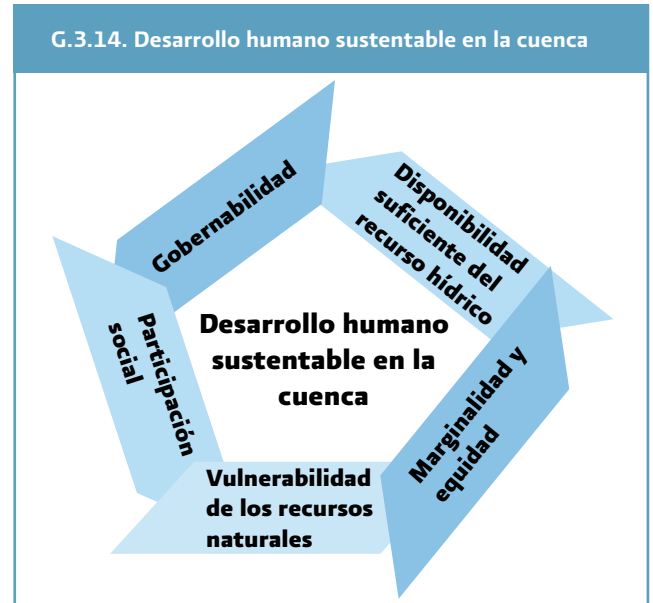 G.3.14. Desarrollo humano sustentable en la cuenca
Gobernabilidad
Disponibilidad
suficiente del
recurso hídrico
Participación
social
Desarrollo humano
sustentable en la
cuenca
Marginalidad y
equidad
Vulnerabilidad
de los recursos
naturales